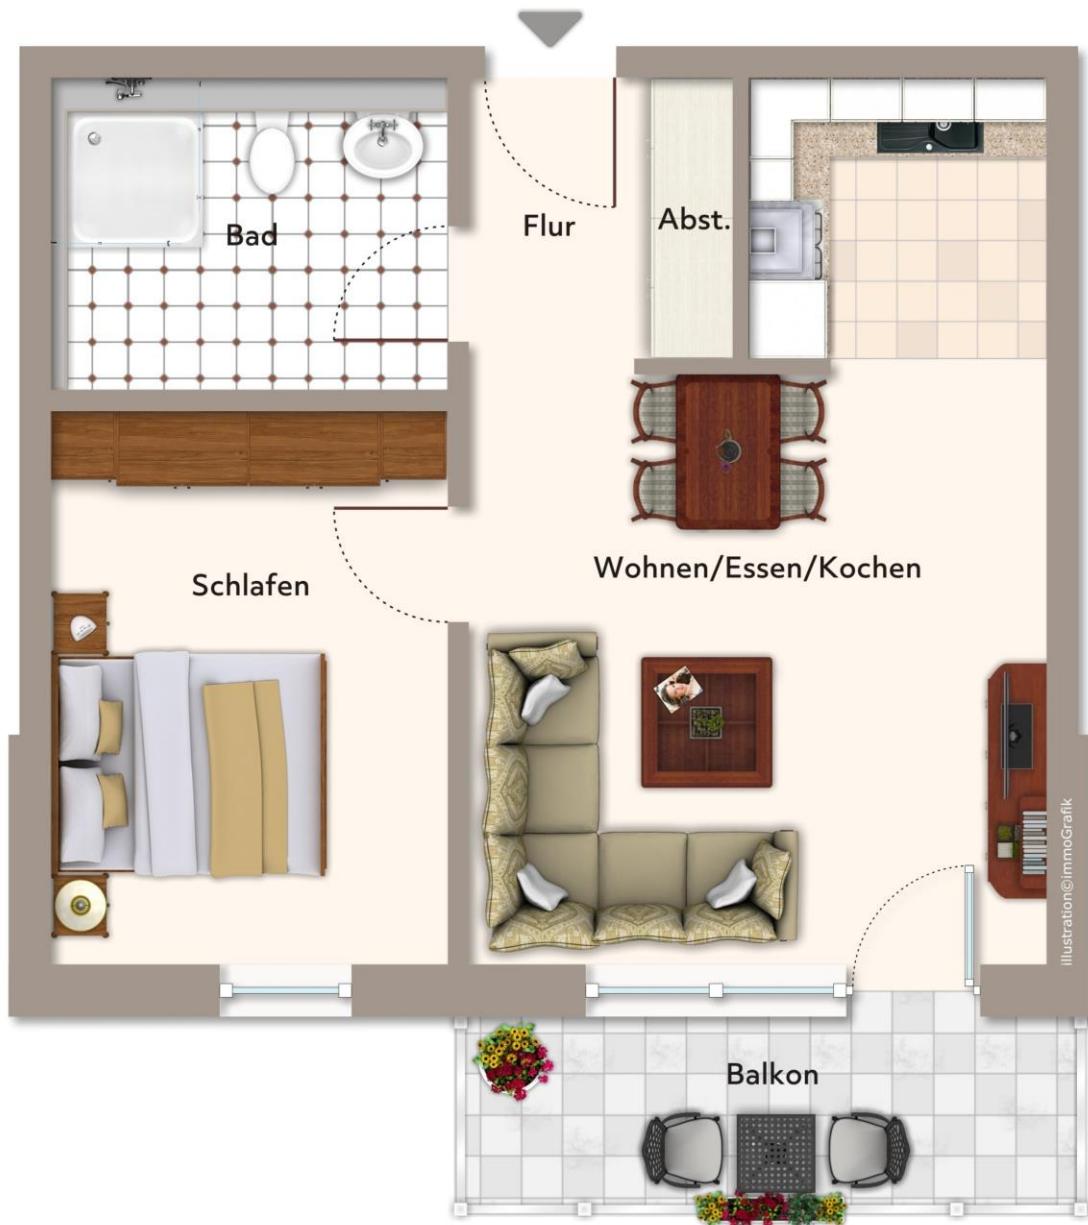 Bad
Flur
Abst.
Schlafen
Wohnen/Essen/Kochen
illustration©immoGrafik
Balkon